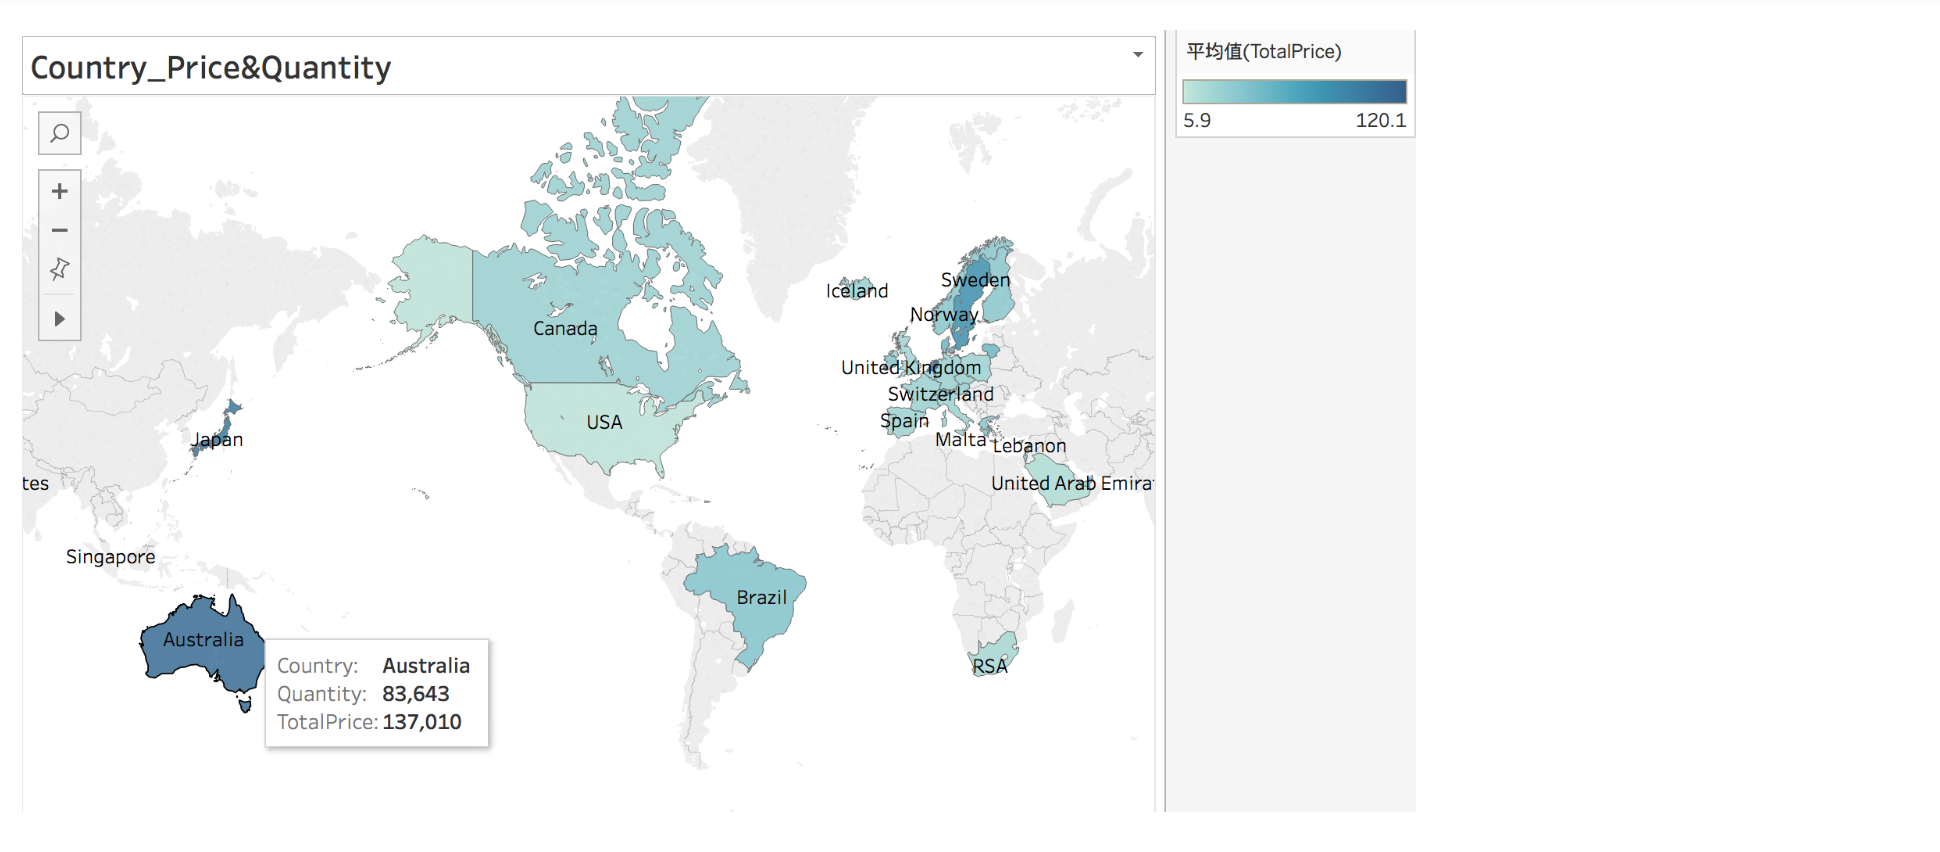 Country_Price&Quantity
平均值(TotalPrice)
5.9 120.1
Sweden
Iceland
Norway
Canada
United Kingdom
Switzerland
USA
Spain
Japan
Malta
Lebanon
tes
United Arab Emira
Singapore
Brazil
Australia
RSA
Country: Australia
Quantity: 83,643
TotalPrice: 137,010